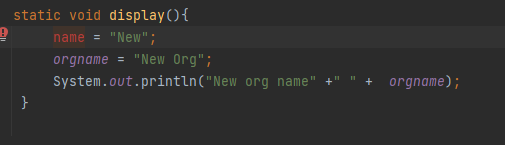 static void display(){
name = "New";
orgname = "New Org";
System.out.println("New org name" +" " +  orgname);
}